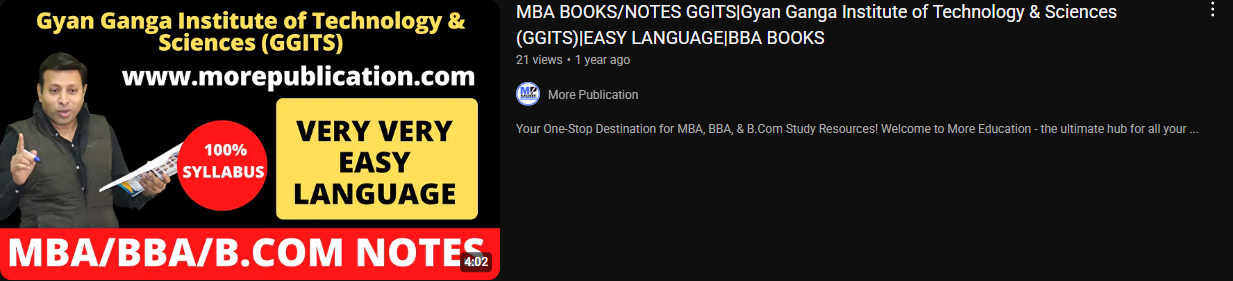 Gyan Ganga Institute of Technology &
Sciences (GGITS)
www.morepublication.com
100%
SYLLABUS
VERY VERY
EASY
LANGUAGE
MBA/BBA/B.COM NOTES
4:02
MBA BOOKS/NOTES GGITS|Gyan Ganga Institute of Technology & Sciences
(GGITS)|EASY LANGUAGE|BBA BOOKS
21 views • 1 year ago
More Publication
Your One-Stop Destination for MBA, BBA, & B.Com Study Resources! Welcome to More Education - the ultimate hub for all your ...